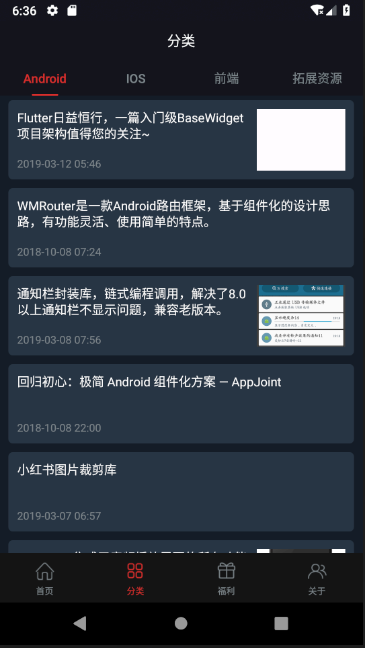 6:36
分类
Android IOS 前端 拓展资源
Flutter日益恒行，一篇入门级BaseWidget
项目架构值得您的关注~
2019-03-12 05:46
WMRouter是一款Android路由框架，基于组件化的设计思
路，有功能灵活、使用简单的特点。
2018-10-08 07:24
通知栏封装库，链式编程调用，解决了8.0
以上通知栏不显示问题，兼容老版本。
2019-03-08 07:56
回归初心：极简 Android 组件化方案 — AppJoint
2018-10-08 22:00
小红书图片裁剪库
2019-03-07 06:57
首页 分类 福利 关于